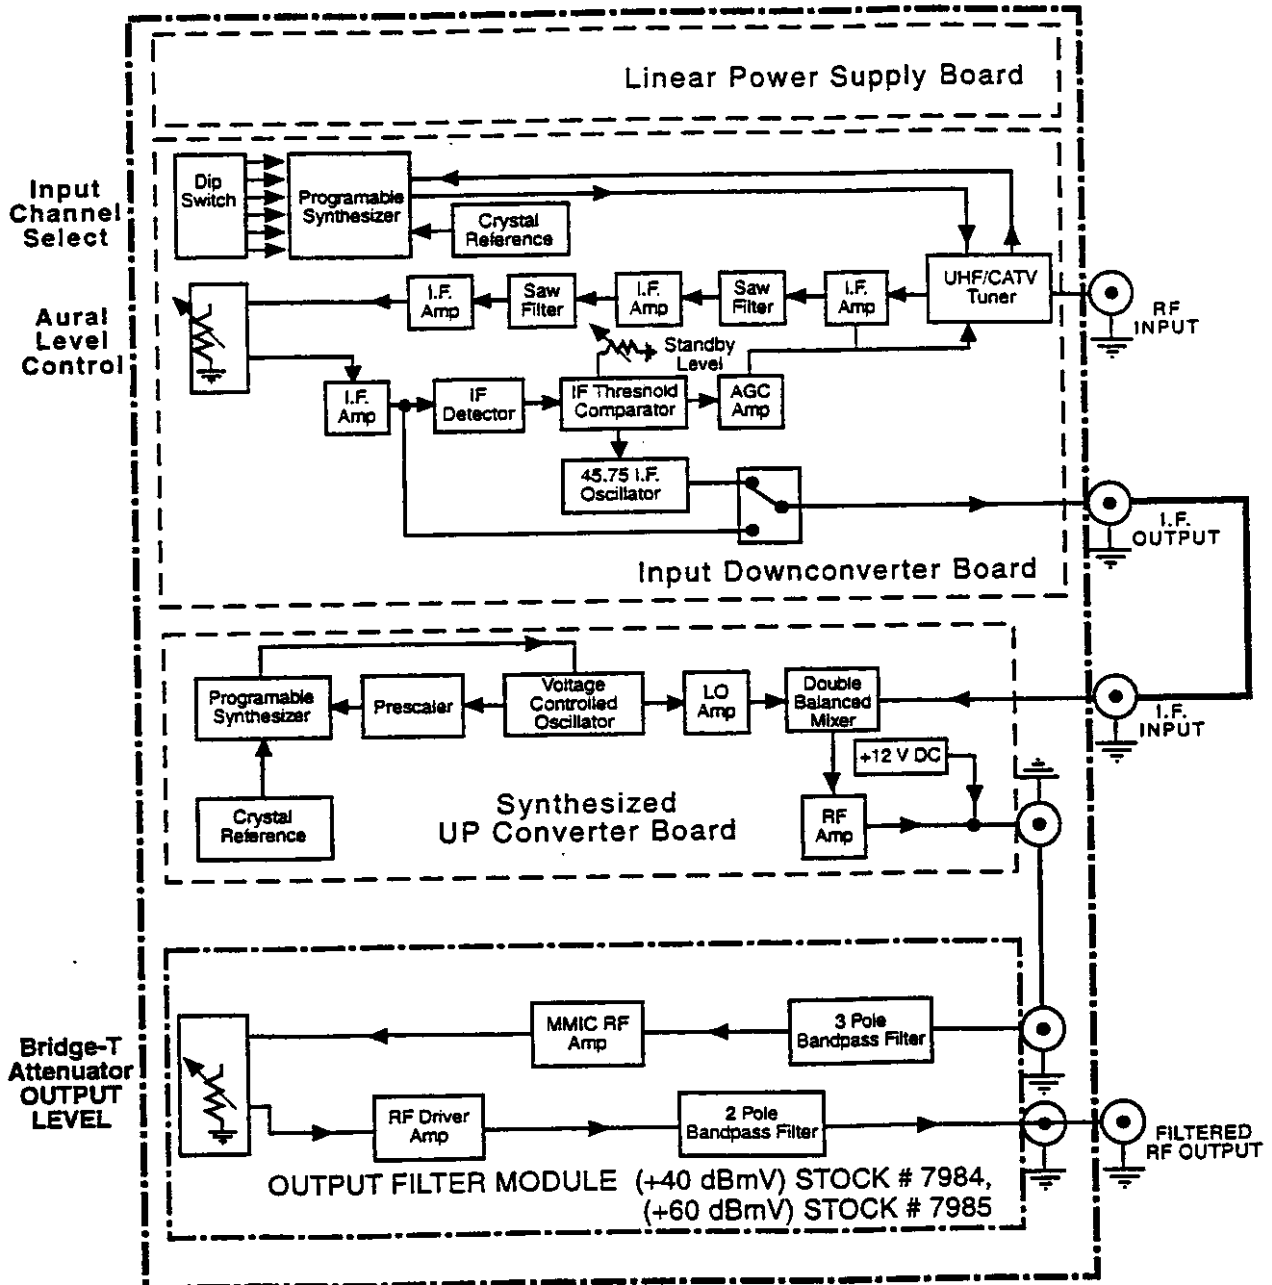 Linear Power Supply Board
Input
Channel
Select
Dip
Switch
Programable
Synthesizer
Crystal
Reference
UHF/CATV
Tuner
I.F.
Amp
Saw
Filter
I.F.
Amp
Saw
Filter
I.F.
Amp
RF
INPUT
Aural
Level
Control
Standby
Level
I.F.
Amp
IF
Detector
IF Threshold
Comparator
AGC
Amp
45.75 I.F.
Oscillator
I.F.
OUTPUT
Input Downconverter Board
Programable
Synthesizer
Prescaler
Voltage
Controlled
Oscillator
LO
Amp
Double
Balanced
Mixer
I.F.
INPUT
+12 V DC
Crystal
Reference
Synthesized
UP Converter Board
RF
Amp
MMIC RF
Amp
3 Pole
Bandpass Filter
Bridge-T
Attenuator
OUTPUT
LEVEL
RF Driver
Amp
2 Pole
Bandpass Filter
FILTERED
RF OUTPUT
OUTPUT FILTER MODULE (+40 dBmV) STOCK # 7984,
(+60 dBmV) STOCK # 7985